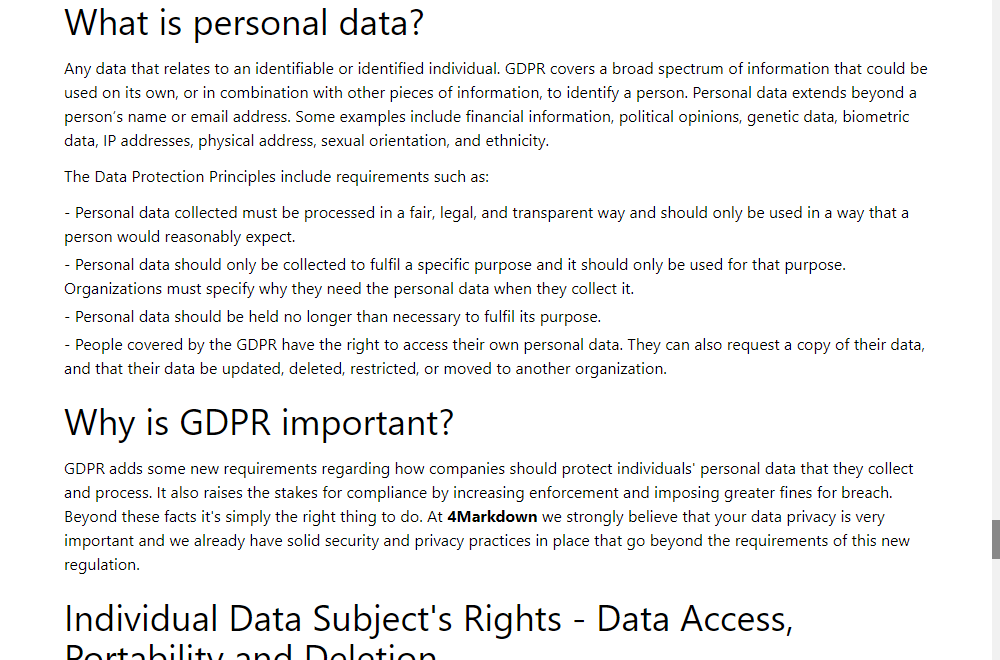 What is personal data?
Any data that relates to an identifiable or identified individual. GDPR covers a broad spectrum of information that could be
used on its own, or in combination with other pieces of information, to identify a person. Personal data extends beyond a
person's name or email address. Some examples include financial information, political opinions, genetic data, biometric
data, IP addresses, physical address, sexual orientation, and ethnicity.
The Data Protection Principles include requirements such as:
- Personal data collected must be processed in a fair, legal, and transparent way and should only be used in a way that a
person would reasonably expect.
- Personal data should only be collected to fulfil a specific purpose and it should only be used for that purpose.
Organizations must specify why they need the personal data when they collect it.
- Personal data should be held no longer than necessary to fulfil its purpose.
- People covered by the GDPR have the right to access their own personal data. They can also request a copy of their data,
and that their data be updated, deleted, restricted, or moved to another organization.
Why is GDPR important?
GDPR adds some new requirements regarding how companies should protect individuals' personal data that they collect
and process. It also raises the stakes for compliance by increasing enforcement and imposing greater fines for breach.
Beyond these facts it's simply the right thing to do. At 4Markdown we strongly believe that your data privacy is very
important and we already have solid security and privacy practices in place that go beyond the requirements of this new
regulation.
Individual Data Subject's Rights - Data Access,
Portability and Deletion